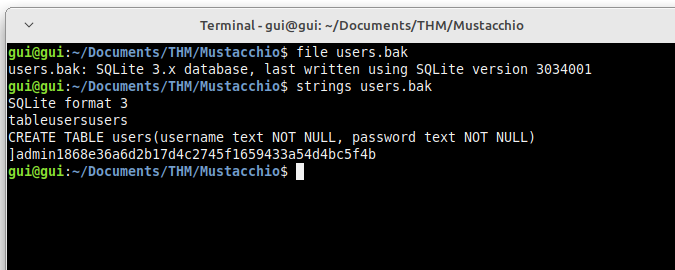 Terminal - gui@gui: ~/Documents/THM/Mustacchio
gui@gui:~/Documents/THM/Mustacchio$ file users.bak
users.bak: SQLite 3.x database, last written using SQLite version 3034001
gui@gui:~/Documents/THM/Mustacchio$ strings users.bak
SQLite format 3
tableusersusers
CREATE TABLE users(username text NOT NULL, password text NOT NULL)
]admin1868e36a6d2b17d4c2745f1659433a54d4bc5f4b
gui@gui:~/Documents/THM/Mustacchio$